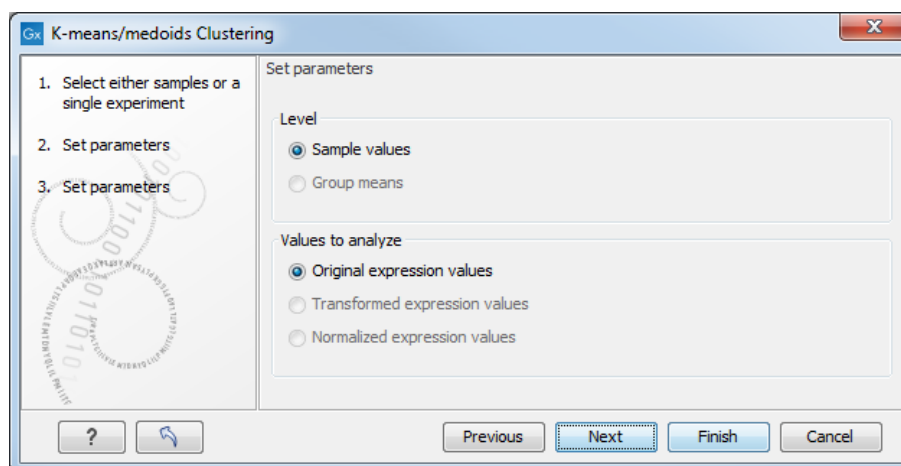 Gx K-means/medoids Clustering
1. Select either samples or a
single experiment
2. Set parameters
3. Set parameters
Set parameters
Level
Sample values
Group means
Values to analyze
Original expression values
Transformed expression values
Normalized expression values
?
Previous
Next
Finish
Cancel